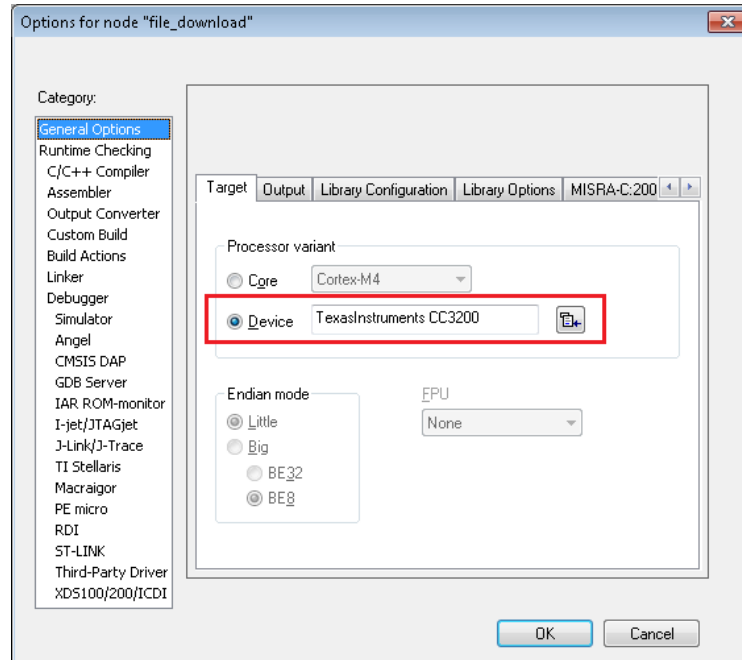 Options for node "file_download"
Category:
General Options
Runtime Checking
C/C++ Compiler
Assembler
Output Converter
Custom Build
Build Actions
Linker
Debugger
Simulator
Angel
CMSIS DAP
GDB Server
IAR ROM-monitor
I-jet/JTAGjet
J-Link/J-Trace
TI Stellaris
Macraigor
PE micro
RDI
ST-LINK
Third-Party Driver
XDS100/200/ICDI
Target Output Library Configuration Library Options MISRA-C:200
Processor variant
Core Cortex-M4
Device TexasInstruments CC3200
Endian mode
Little
Big
BE32
BE8
FPU
None
OK Cancel